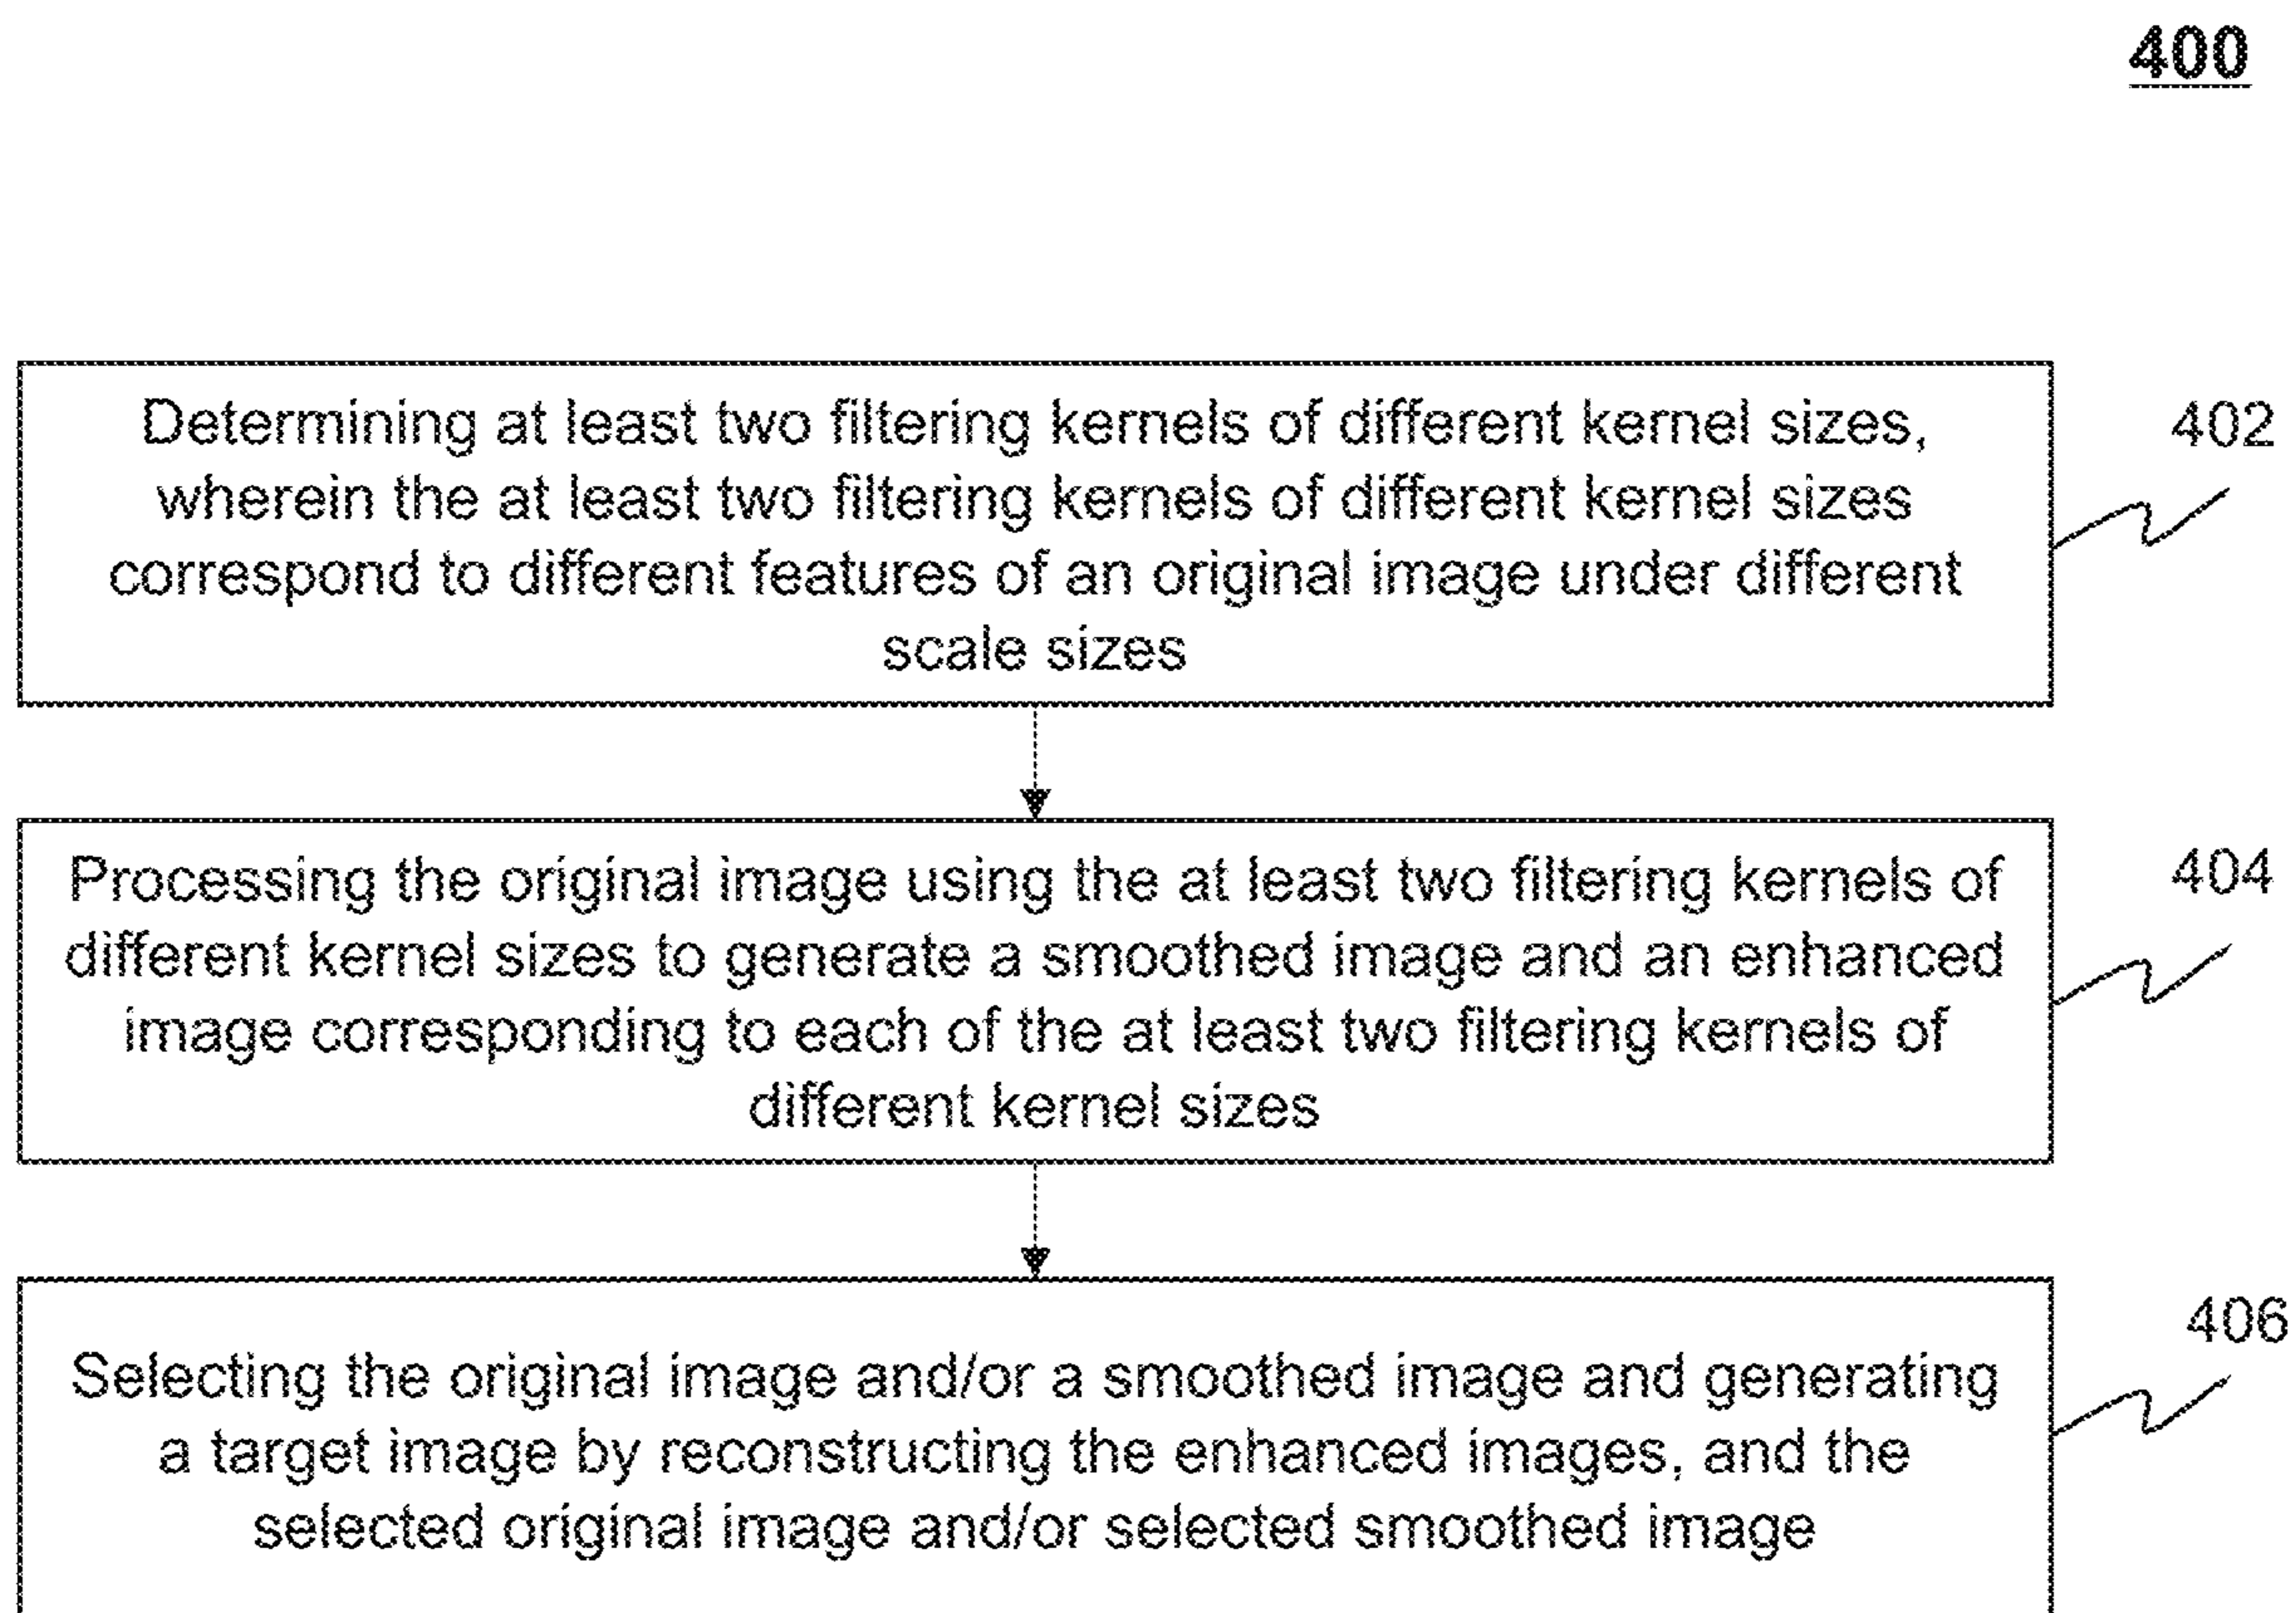 400
Determining at least two filtering kernels of different kernel sizes,
wherein the at least two filtering kernels of different kernel sizes
correspond to different features of an original image under different
scale sizes
402
Processing the original image using the at least two filtering kernels of
different kernel sizes to generate a smoothed image and an enhanced
image corresponding to each of the at least two filtering kernels of
different kernel sizes
404
Selecting the original image and/or a smoothed image and generating
a target image by reconstructing the enhanced images, and the
selected original image and/or selected smoothed image
406